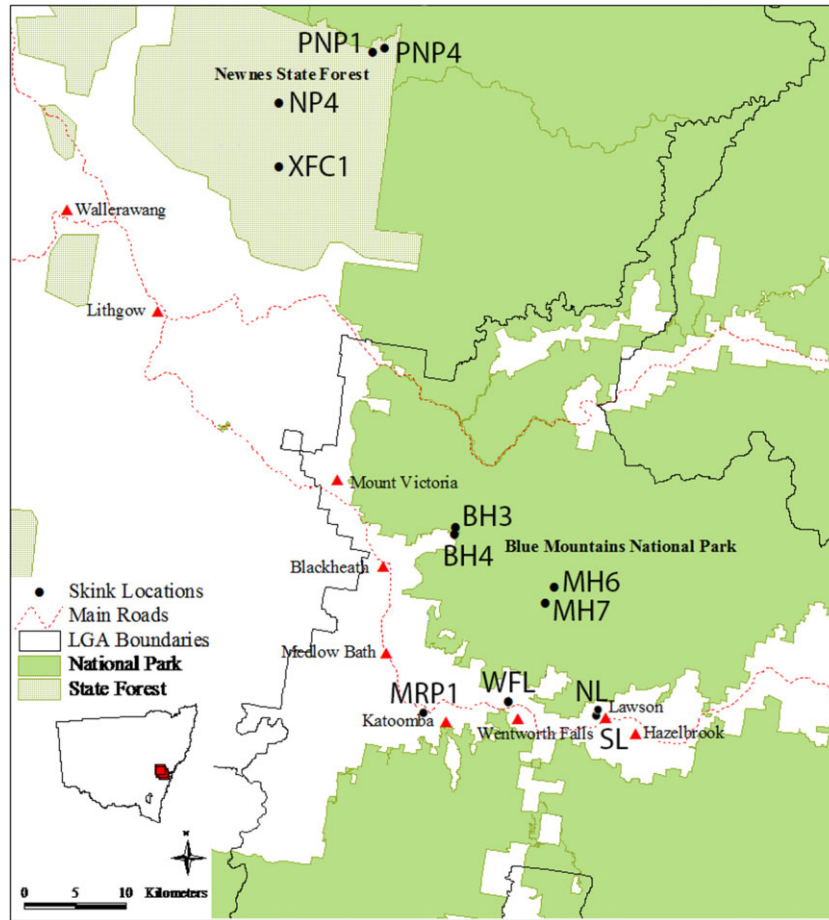 PNP1
PNP4
Newnes State Forest
NP4
XFC1
Wallerawang
Lithgow
Mount Victoria
BH3
BH4
Blue Mountains National Park
Blackheath
MH6
MH7
Medlow Bath
MRP1
WFL
NL
Lawson
Katoomba
Wentworth Falls
SL
Hazelbrook
Skink Locations
Main Roads
LGA Boundaries
National Park
State Forest
N
0 5 10 Kilometers